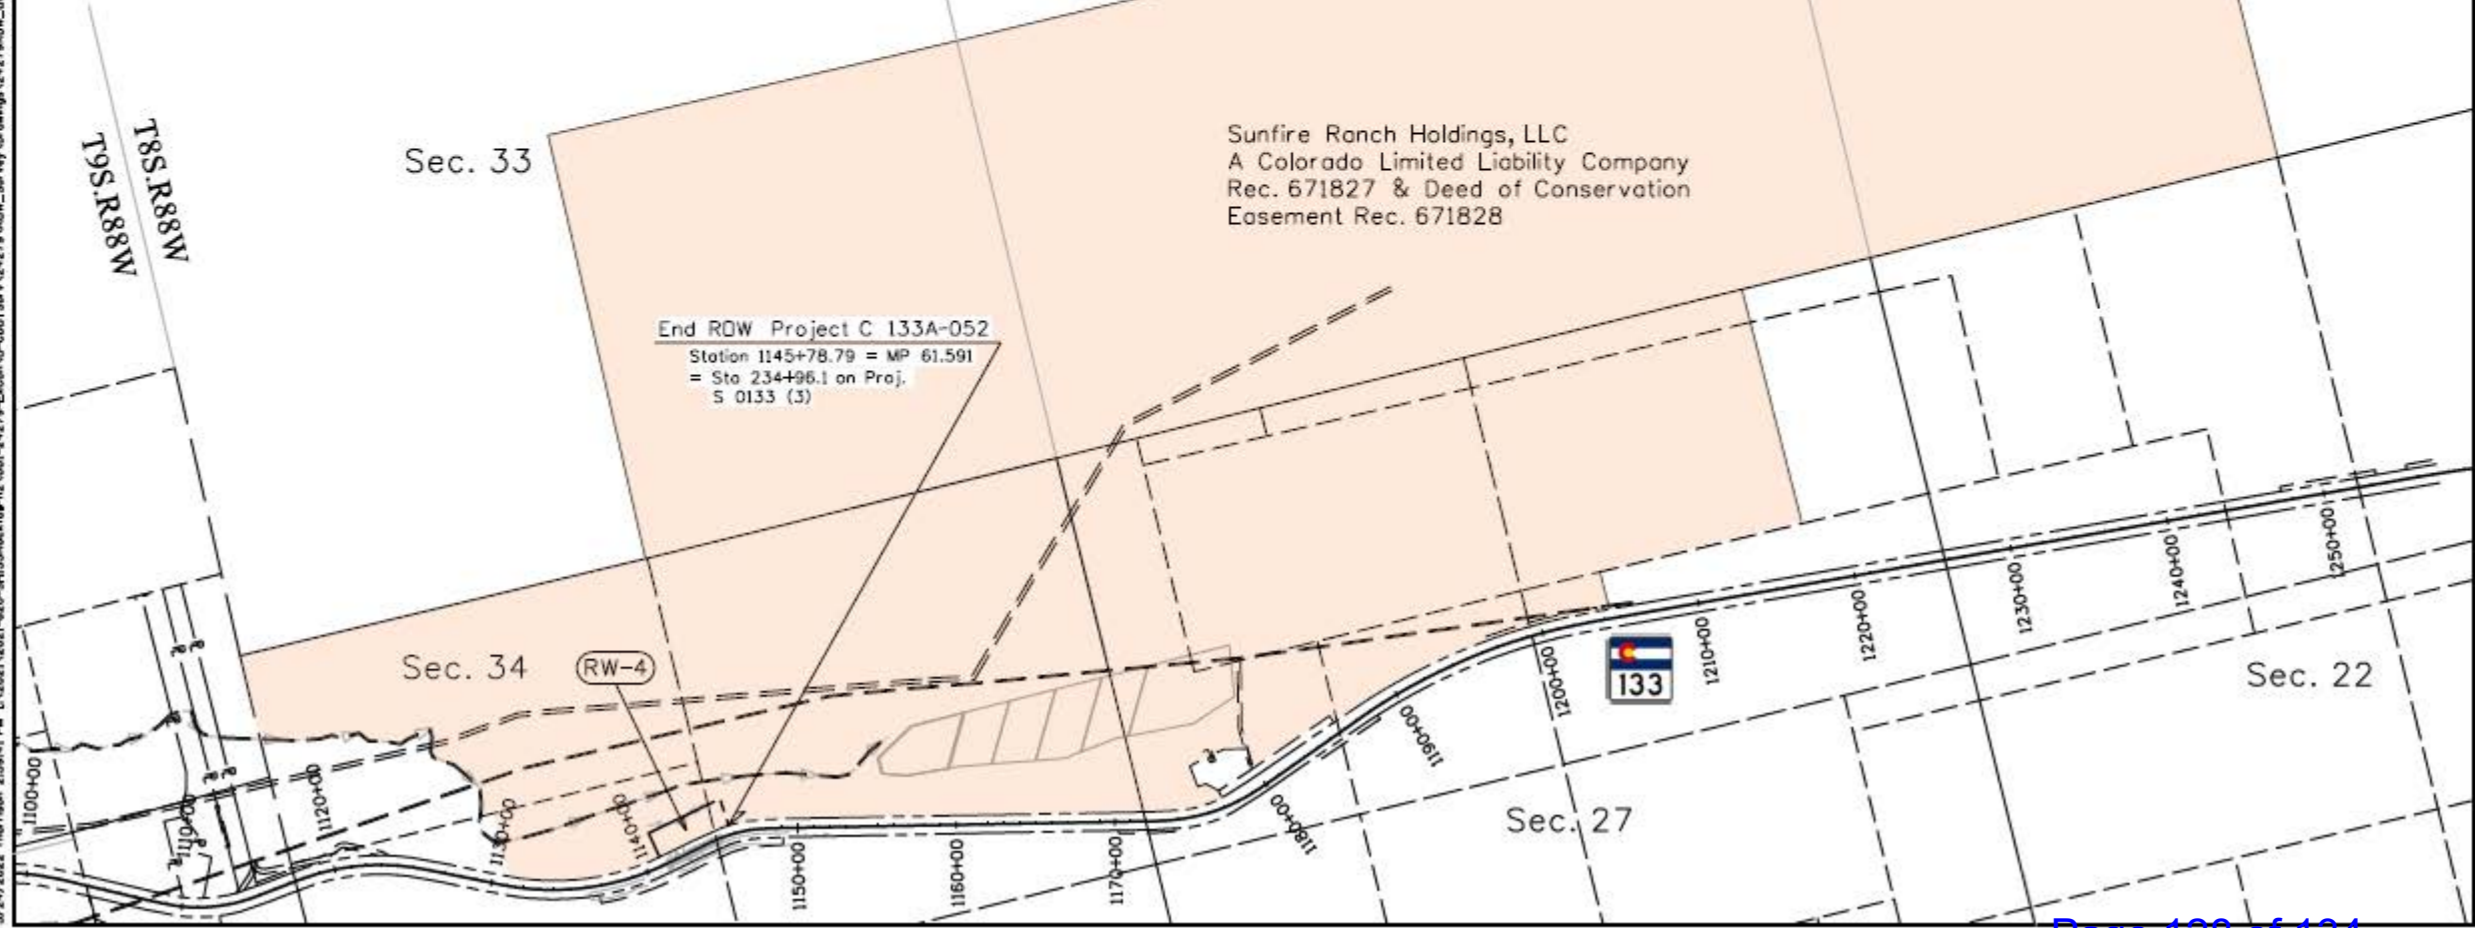 T8S.R88W
T9S.R88W
Sec. 33
Sunfire Ranch Holdings, LLC
A Colorado Limited Liability Company
Rec. 671827 & Deed of Conservation
Easement Rec. 671828
End ROW Project C 133A-052
Station 1145+78.79 = MP 61.591
= Sta 234+96.1 on Proj.
S 0133 (3)
Sec. 34
RW-4
133
Sec. 22
Sec. 27
1100+00
1110+00
1120+00
1130+00
1140+00
1150+00
1160+00
1170+00
1180+00
1190+00
1200+00
1210+00
1220+00
1230+00
1240+00
1250+00